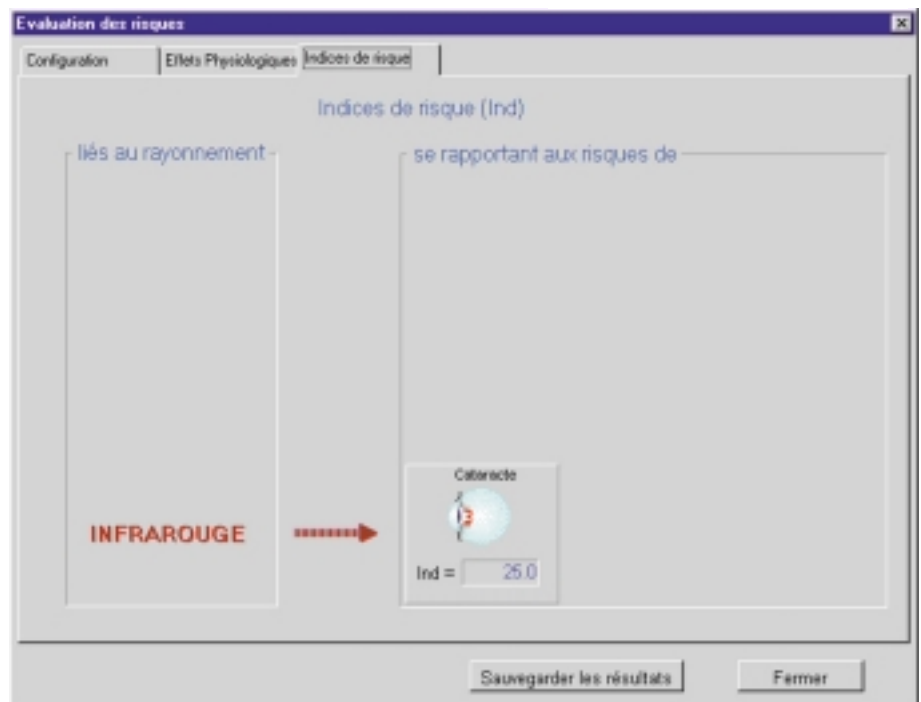 Evaluation des risques
Configuration Effets Physiologiques Indices de risque
Indices de risque (Ind)
liés au rayonnement se rapportant aux risques de
Cataracte
INFRAROUGE
Ind = 25.0
Sauvegarder les résultats Fermer